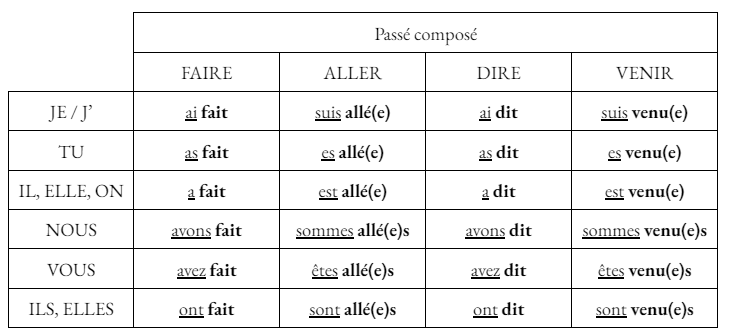 Passé composé
FAIRE ALLER DIRE VENIR
JE / J’ ai fait suis allé(e) ai dit suis venu(e)
TU as fait es allé(e) as dit es venu(e)
IL, ELLE, ON a fait est allé(e) a dit est venu(e)
NOUS avons fait sommes allé(e)s avons dit sommes venu(e)s
VOUS avez fait êtes allé(e)s avez dit êtes venu(e)s
ILS, ELLES ont fait sont allé(e)s ont dit sont venu(e)s